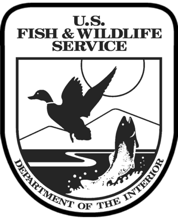 U.S.
FISH & WILDLIFE
SERVICE
DEPARTMENT OF THE INTERIOR